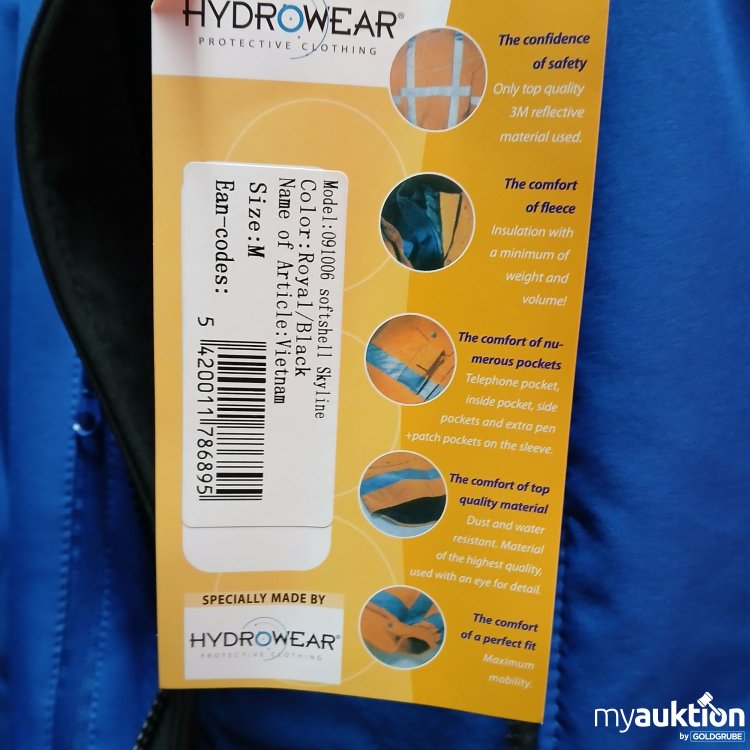 HYDROWEAR®
PROTECTIVE CLOTHING
The confidence
of safety
Only top quality
3M reflective
material used.
The comfort
of fleece
Insulation with
a minimum of
weight and
volume!
The comfort of nu-
merous pockets
Telephone pocket,
inside pocket, side
pockets and extra pen
+patch pockets on the sleeve.
The comfort of top
quality material
Dust and water
resistant. Material
of the highest quality,
used with an eye for detail.
The comfort
of a perfect fit
Maximum
mobility.
Model:091006 softshell Skyline
Color:Royal/Black
Name of Article:Vietnam
Size:M
Ean-codes:
5 420011 786895
SPECIALLY MADE BY
HYDROWEAR®
PROTECTIVE CLOTHING
myauktion
by GOLDGRUBE